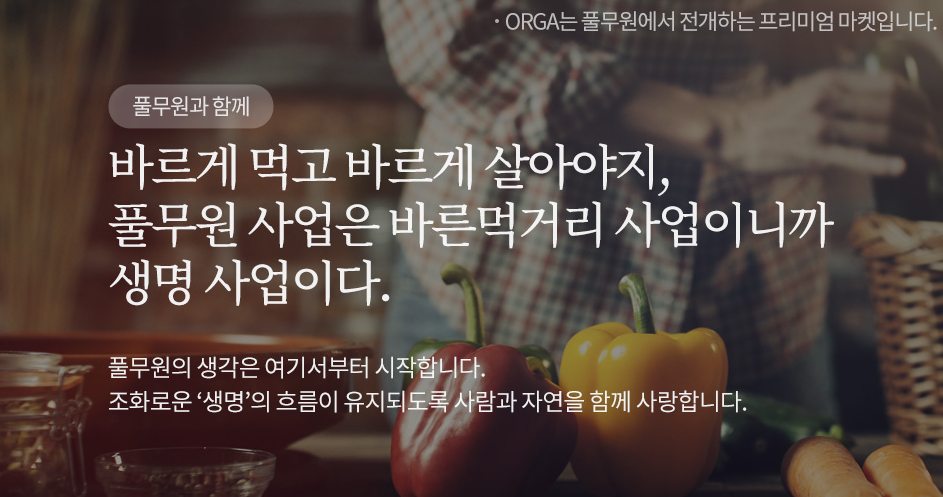 · ORGA는 풀무원에서 전개하는 프리미엄 마켓입니다.
풀무원과 함께
바르게 먹고 바르게 살아야지,
풀무원 사업은 바른먹거리 사업이니까
생명 사업이다.
풀무원의 생각은 여기서부터 시작합니다.
조화로운 ‘생명’의 흐름이 유지되도록 사람과 자연을 함께 사랑합니다.